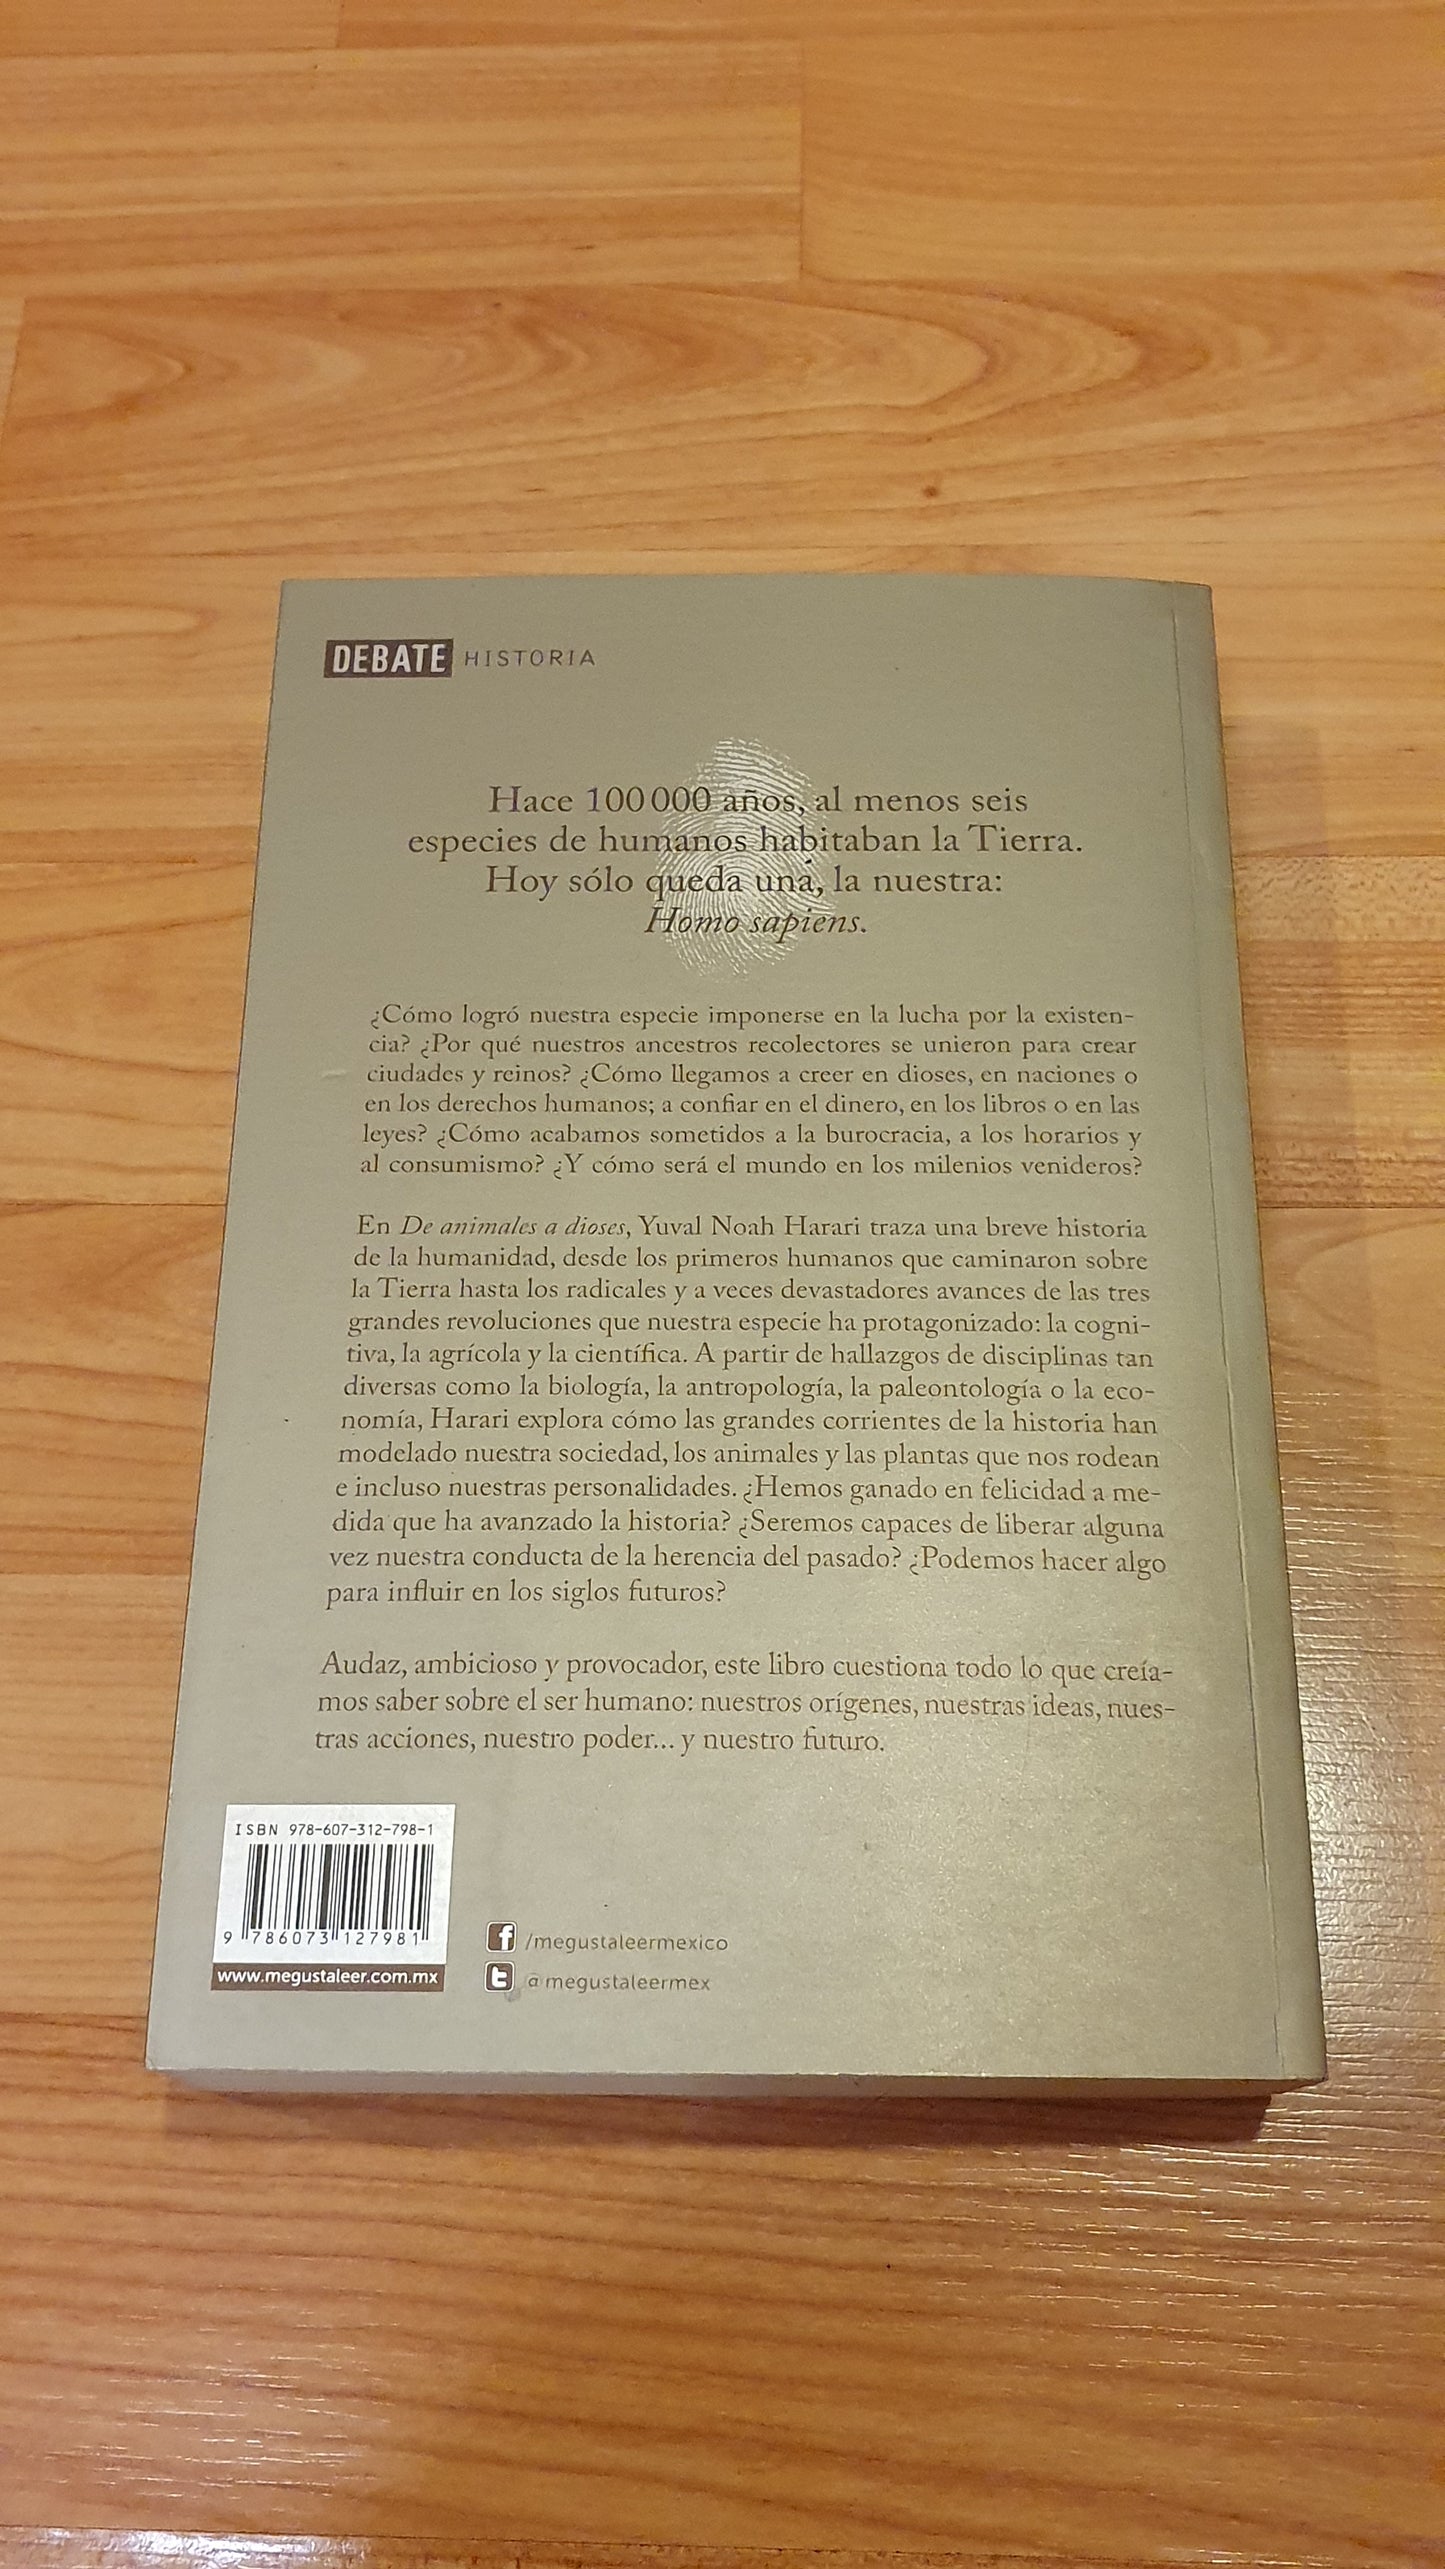 DEBATE HISTORIA
Hace 100 000 años, al menos seis
especies de humanos habitaban la Tierra.
Hoy sólo queda una, la nuestra:
Homo sapiens.
¿Cómo logró nuestra especie imponerse en la lucha por la existen-
cia? ¿Por qué nuestros ancestros recolectores se unieron para crear
ciudades y reinos? ¿Cómo llegamos a creer en dioses, en naciones o
en los derechos humanos; a confiar en el dinero, en los libros o en las
leyes? ¿Cómo acabamos sometidos a la burocracia, a los horarios y
al consumismo? ¿Y cómo será el mundo en los milenios venideros?
En De animales a dioses, Yuval Noah Harari traza una breve historia
de la humanidad, desde los primeros humanos que caminaron sobre
la Tierra hasta los radicales y a veces devastadores avances de las tres
grandes revoluciones que nuestra especie ha protagonizado: la cogni-
tiva, la agrícola y la científica. A partir de hallazgos de disciplinas tan
diversas como la biología, la antropología, la paleontología o la eco-
nomía, Harari explora cómo las grandes corrientes de la historia han
modelado nuestra sociedad, los animales y las plantas que nos rodean
e incluso nuestras personalidades. ¿Hemos ganado en felicidad a me-
dida que ha avanzado la historia? ¿Seremos capaces de liberar alguna
vez nuestra conducta de la herencia del pasado? ¿Podemos hacer algo
para influir en los siglos futuros?
Audaz, ambicioso y provocador, este libro cuestiona todo lo que creía-
mos saber sobre el ser humano: nuestros orígenes, nuestras ideas, nues-
tras acciones, nuestro poder... y nuestro futuro.
ISBN 978-607-312-798-1
9 786073 127981
www.megustaleer.com.mx
f /megustaleermexico
t @megustaleermex